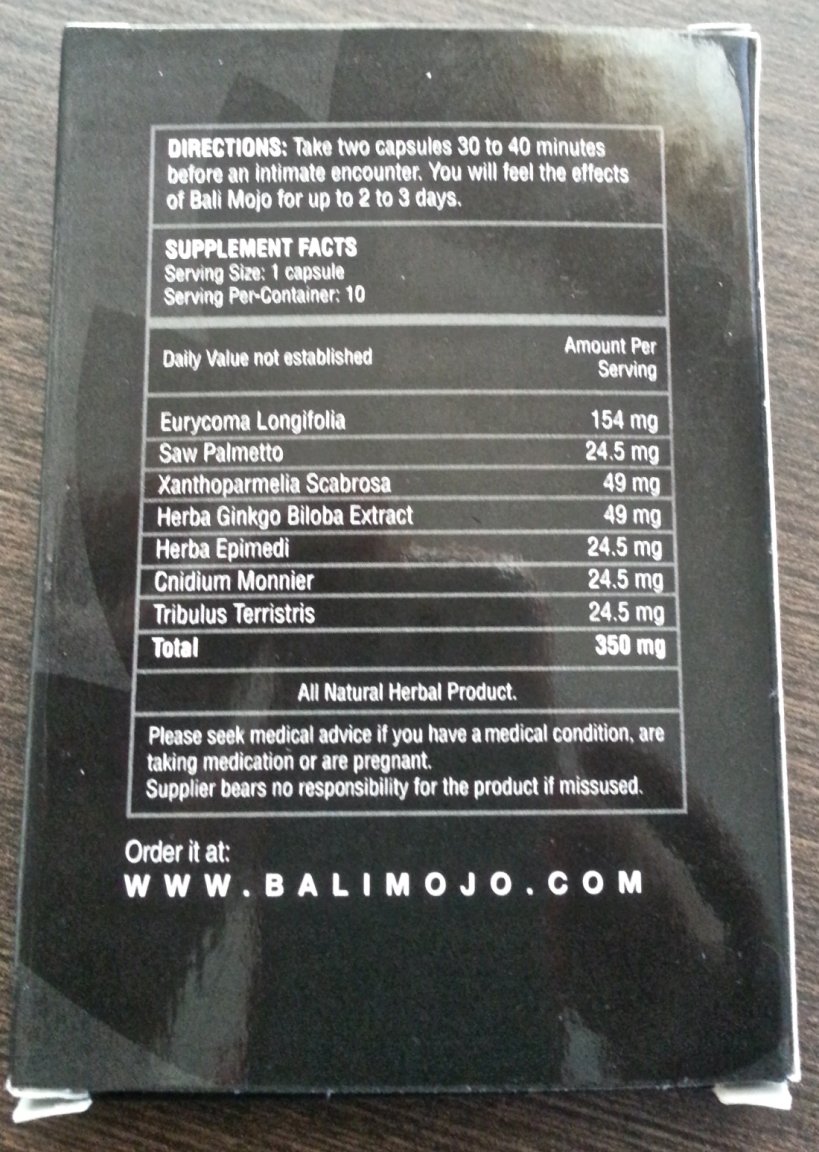 DIRECTIONS: Take two capsules 30 to 40 minutes
before an intimate encounter. You will feel the effects
of Bali Mojo for up to 2 to 3 days.
SUPPLEMENT FACTS
Serving Size: 1 capsule
Serving Per-Container: 10
Daily Value not established
Amount Per
Serving
Eurycoma Longifolia 154 mg
Saw Palmetto 24.5 mg
Xanthoparmelia Scabrosa 49 mg
Herba Ginkgo Biloba Extract 49 mg
Herba Epimedi 24.5 mg
Cnidium Monnier 24.5 mg
Tribulus Terristris 24.5 mg
Total 350 mg
All Natural Herbal Product.
Please seek medical advice if you have a medical condition, are
taking medication or are pregnant.
Supplier bears no responsibility for the product if missused.
Order it at:
WWW.BALIMOJO.COM